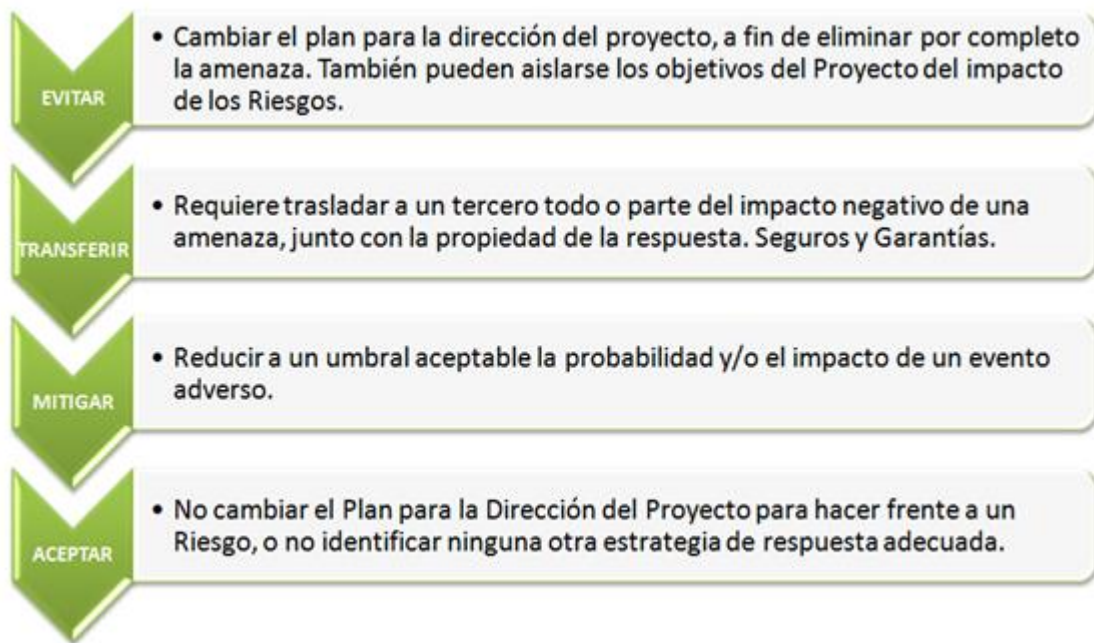 EVITAR
• Cambiar el plan para la dirección del proyecto, a fin de eliminar por completo
la amenaza. También pueden aislarse los objetivos del Proyecto del impacto
de los Riesgos.
TRANSFERIR
• Requiere trasladar a un tercero todo o parte del impacto negativo de una
amenaza, junto con la propiedad de la respuesta. Seguros y Garantías.
MITIGAR
• Reducir a un umbral aceptable la probabilidad y/o el impacto de un evento
adverso.
ACEPTAR
• No cambiar el Plan para la Dirección del Proyecto para hacer frente a un
Riesgo, o no identificar ninguna otra estrategia de respuesta adecuada.